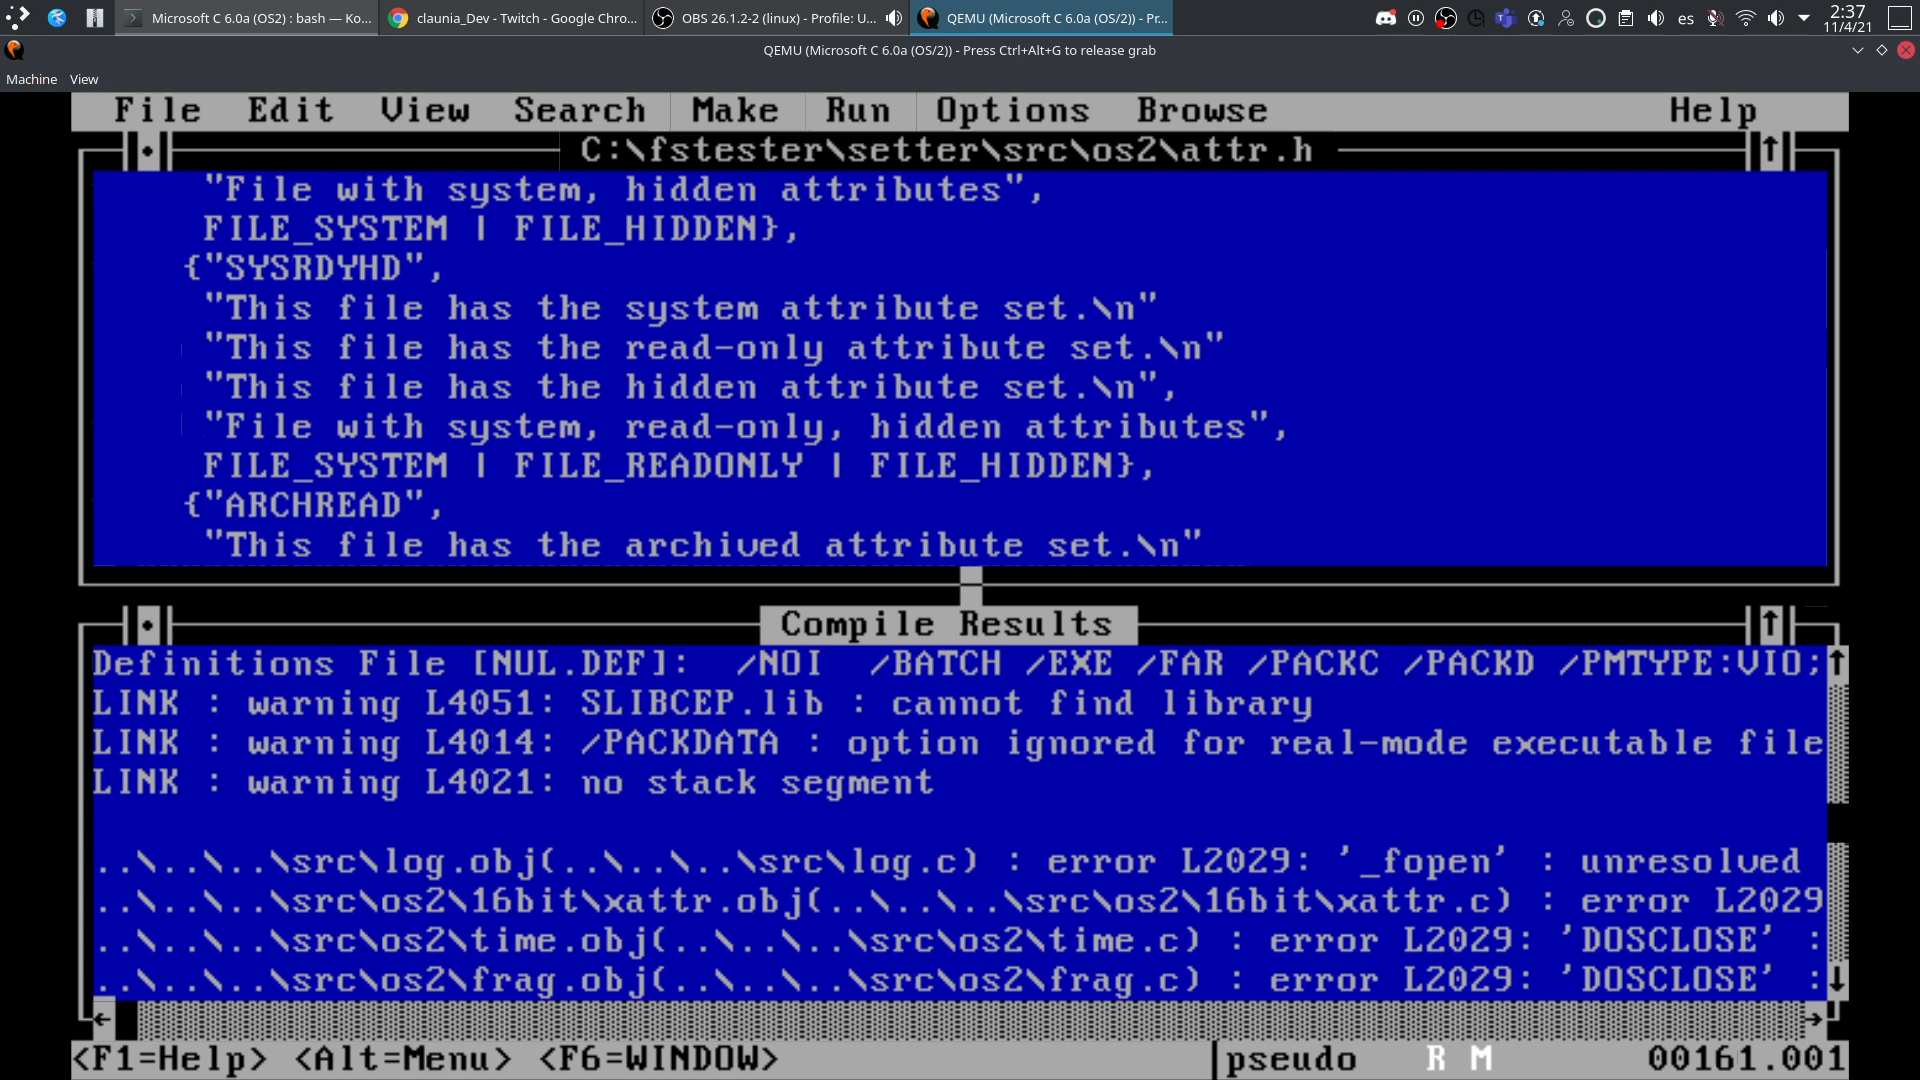 Microsoft C 6.0a (OS2) : bash — Ko...
claunia_Dev - Twitch - Google Chro...
OBS 26.1.2-2 (linux) - Profile: U...
QEMU (Microsoft C 6.0a (OS/2)) - Pr...
es
2:37
11/4/21
QEMU (Microsoft C 6.0a (OS/2)) - Press Ctrl+Alt+G to release grab
Machine View
File Edit View Search Make Run Options Browse Help
C:\fstester\setter\src\os2\attr.h
"File with system, hidden attributes",
FILE_SYSTEM | FILE_HIDDEN},
{"SYSRDYHD",
"This file has the system attribute set.\n"
"This file has the read-only attribute set.\n"
"This file has the hidden attribute set.\n",
"File with system, read-only, hidden attributes",
FILE_SYSTEM | FILE_READONLY | FILE_HIDDEN},
{"ARCHREAD",
"This file has the archived attribute set.\n"
Compile Results
Definitions File [NUL.DEF]: /NOI /BATCH /EXE /FAR /PACKC /PACKD /PMTYPE:VIO;
LINK : warning L4051: SLIBCEP.lib : cannot find library
LINK : warning L4014: /PACKDATA : option ignored for real-mode executable file
LINK : warning L4021: no stack segment
..\..\..\src\log.obj(..\..\..\src\log.c) : error L2029: '_fopen' : unresolved
..\..\..\src\os2\16bit\xattr.obj(..\..\..\src\os2\16bit\xattr.c) : error L2029
..\..\..\src\os2\time.obj(..\..\..\src\os2\time.c) : error L2029: 'DOSCLOSE' :
..\..\..\src\os2\frag.obj(..\..\..\src\os2\frag.c) : error L2029: 'DOSCLOSE' :
<F1=Help> <Alt=Menu> <F6=WINDOW> pseudo R M 00161.001